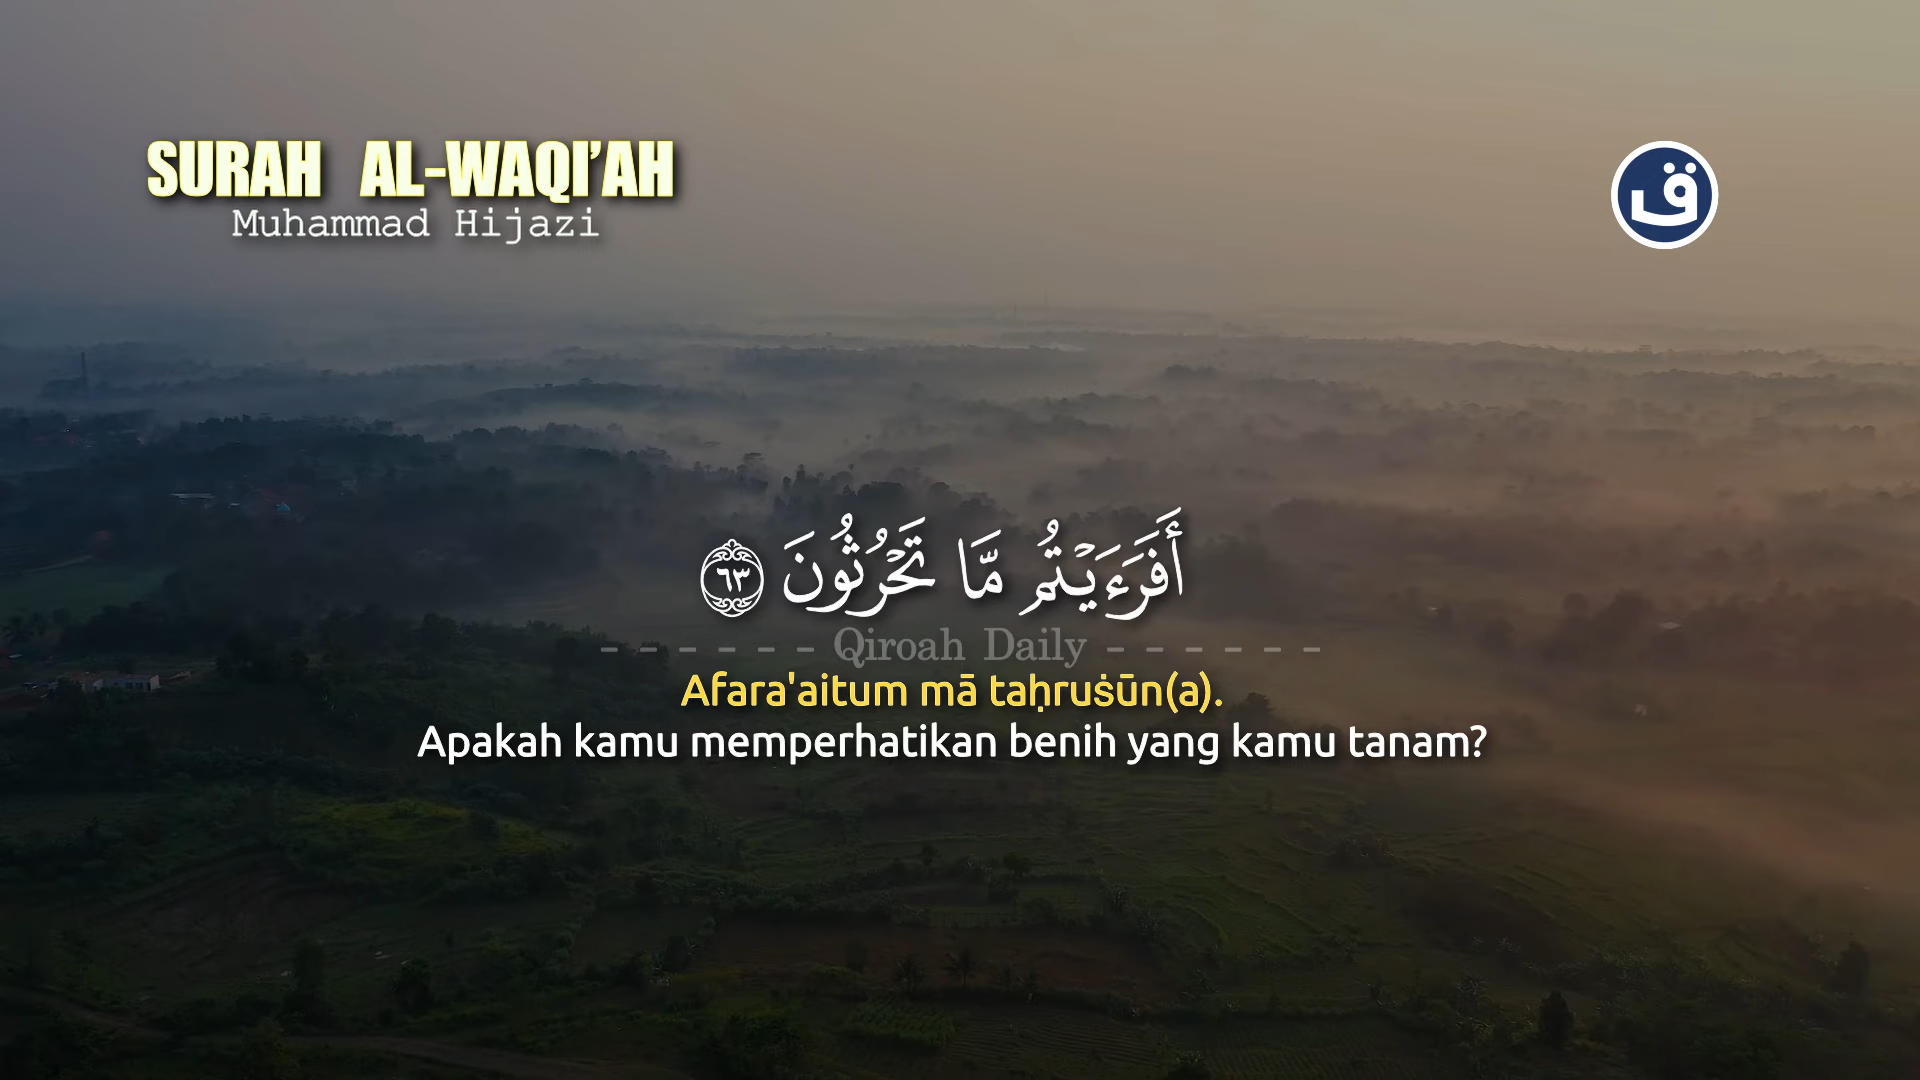 SURAH AL-WAQI'AH
Muhammad Hijazi
ق
أَفَرَءَيْتُم مَّا تَحْرُثُونَ ٦٣
- - - - - - Qiroah Daily - - - - - -
Afara'aitum mā taḥruṡūn(a).
Apakah kamu memperhatikan benih yang kamu tanam?